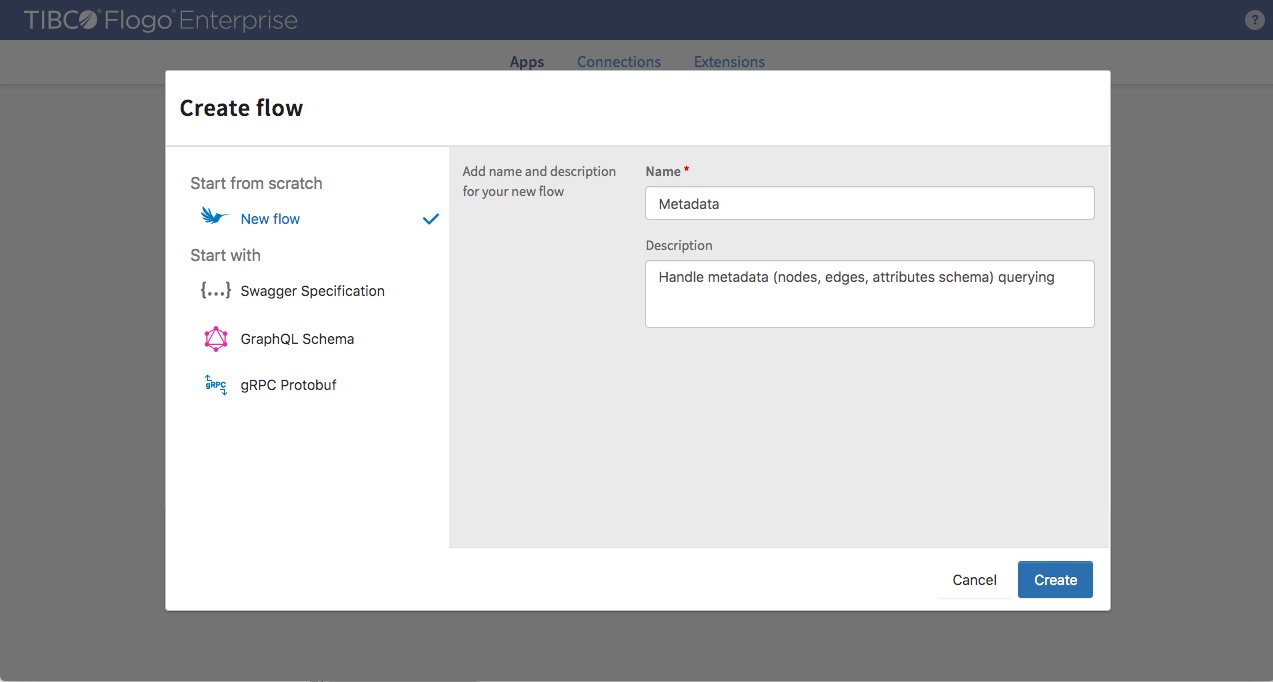 TIBCO® Flogo® Enterprise
?
Apps Connections Extensions
Create flow
Start from scratch
New flow
Start with
{...} Swagger Specification
GraphQL Schema
gRPC gRPC Protobuf
Add name and description
for your new flow
Name *
Metadata
Description
Handle metadata (nodes, edges, attributes schema) querying
Cancel Create